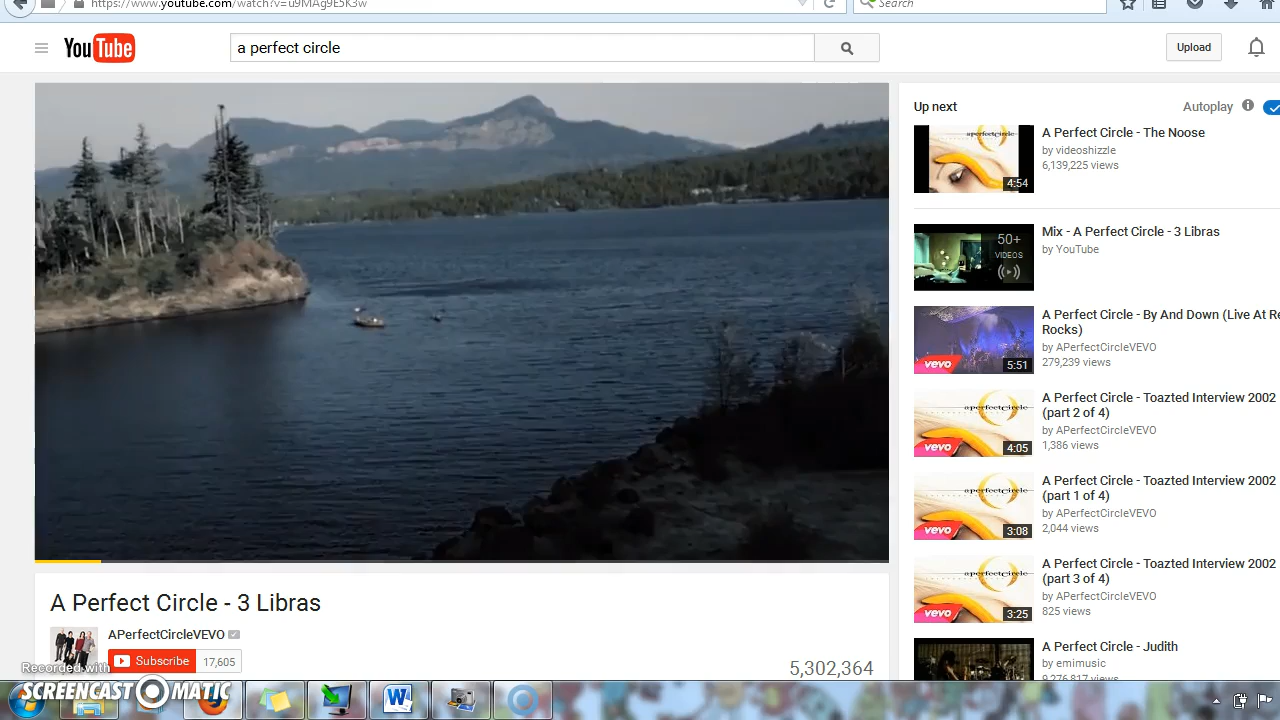 https://www.youtube.com/watch?v=u9MAg9E5K3w
Search
YouTube
a perfect circle
Upload
Up next
Autoplay
A Perfect Circle - The Noose
by videoshizzle
6,139,225 views
4:54
Mix - A Perfect Circle - 3 Libras
by YouTube
50+
VIDEOS
A Perfect Circle - By And Down (Live At Re
Rocks)
by APerfectCircleVEVO
279,239 views
vevo
5:51
A Perfect Circle - Toazted Interview 2002
(part 2 of 4)
by APerfectCircleVEVO
1,386 views
aperfectcircle
vevo
4:05
A Perfect Circle - Toazted Interview 2002
(part 1 of 4)
by APerfectCircleVEVO
2,044 views
aperfectcircle
vevo
3:08
A Perfect Circle - Toazted Interview 2002
(part 3 of 4)
by APerfectCircleVEVO
825 views
aperfectcircle
vevo
3:25
A Perfect Circle - Judith
by emimusic
9,276,817 views
A Perfect Circle - 3 Libras
APerfectCircleVEVO
Subscribe
17,605
5,302,364
Recorded with
SCREENCAST O MATIC